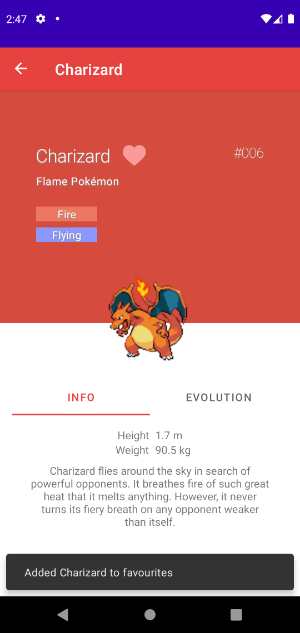 2:47
Charizard
Charizard
#006
Flame Pokémon
Fire
Flying
INFO
EVOLUTION
Height 1.7 m
Weight 90.5 kg
Charizard flies around the sky in search of
powerful opponents. It breathes fire of such great
heat that it melts anything. However, it never
turns its fiery breath on any opponent weaker
than itself.
Added Charizard to favourites